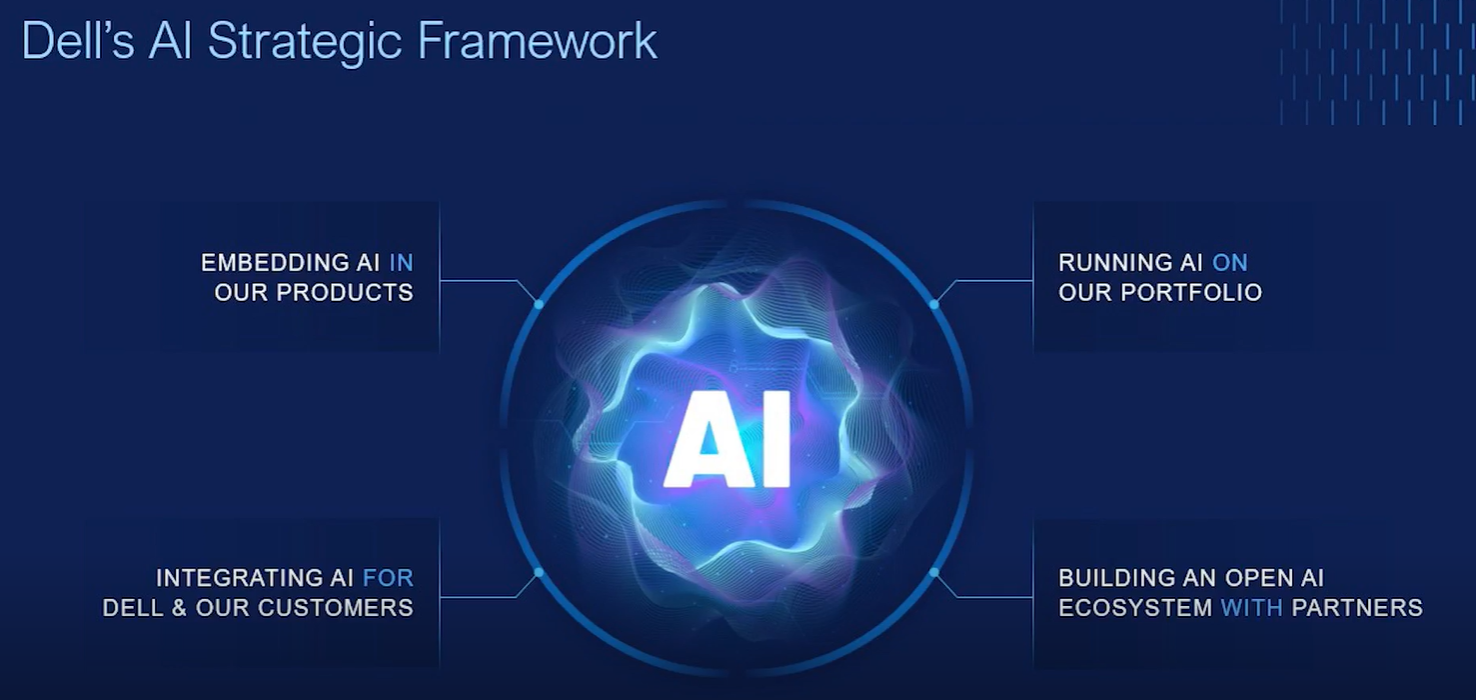 Dell's AI Strategic Framework
EMBEDDING AI IN
OUR PRODUCTS
RUNNING AI ON
OUR PORTFOLIO
AI
INTEGRATING AI FOR
DELL & OUR CUSTOMERS
BUILDING AN OPEN AI
ECOSYSTEM WITH PARTNERS